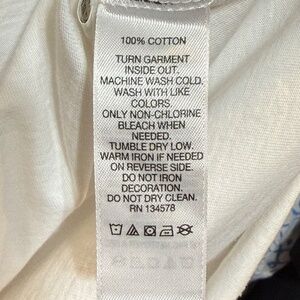 100% COTTON
TURN GARMENT
INSIDE OUT.
MACHINE WASH COLD.
WASH WITH LIKE
COLORS.
ONLY NON-CHLORINE
BLEACH WHEN
NEEDED.
TUMBLE DRY LOW.
WARM IRON IF NEEDED
ON REVERSE SIDE.
DO NOT IRON
DECORATION.
DO NOT DRY CLEAN.
RN 134578